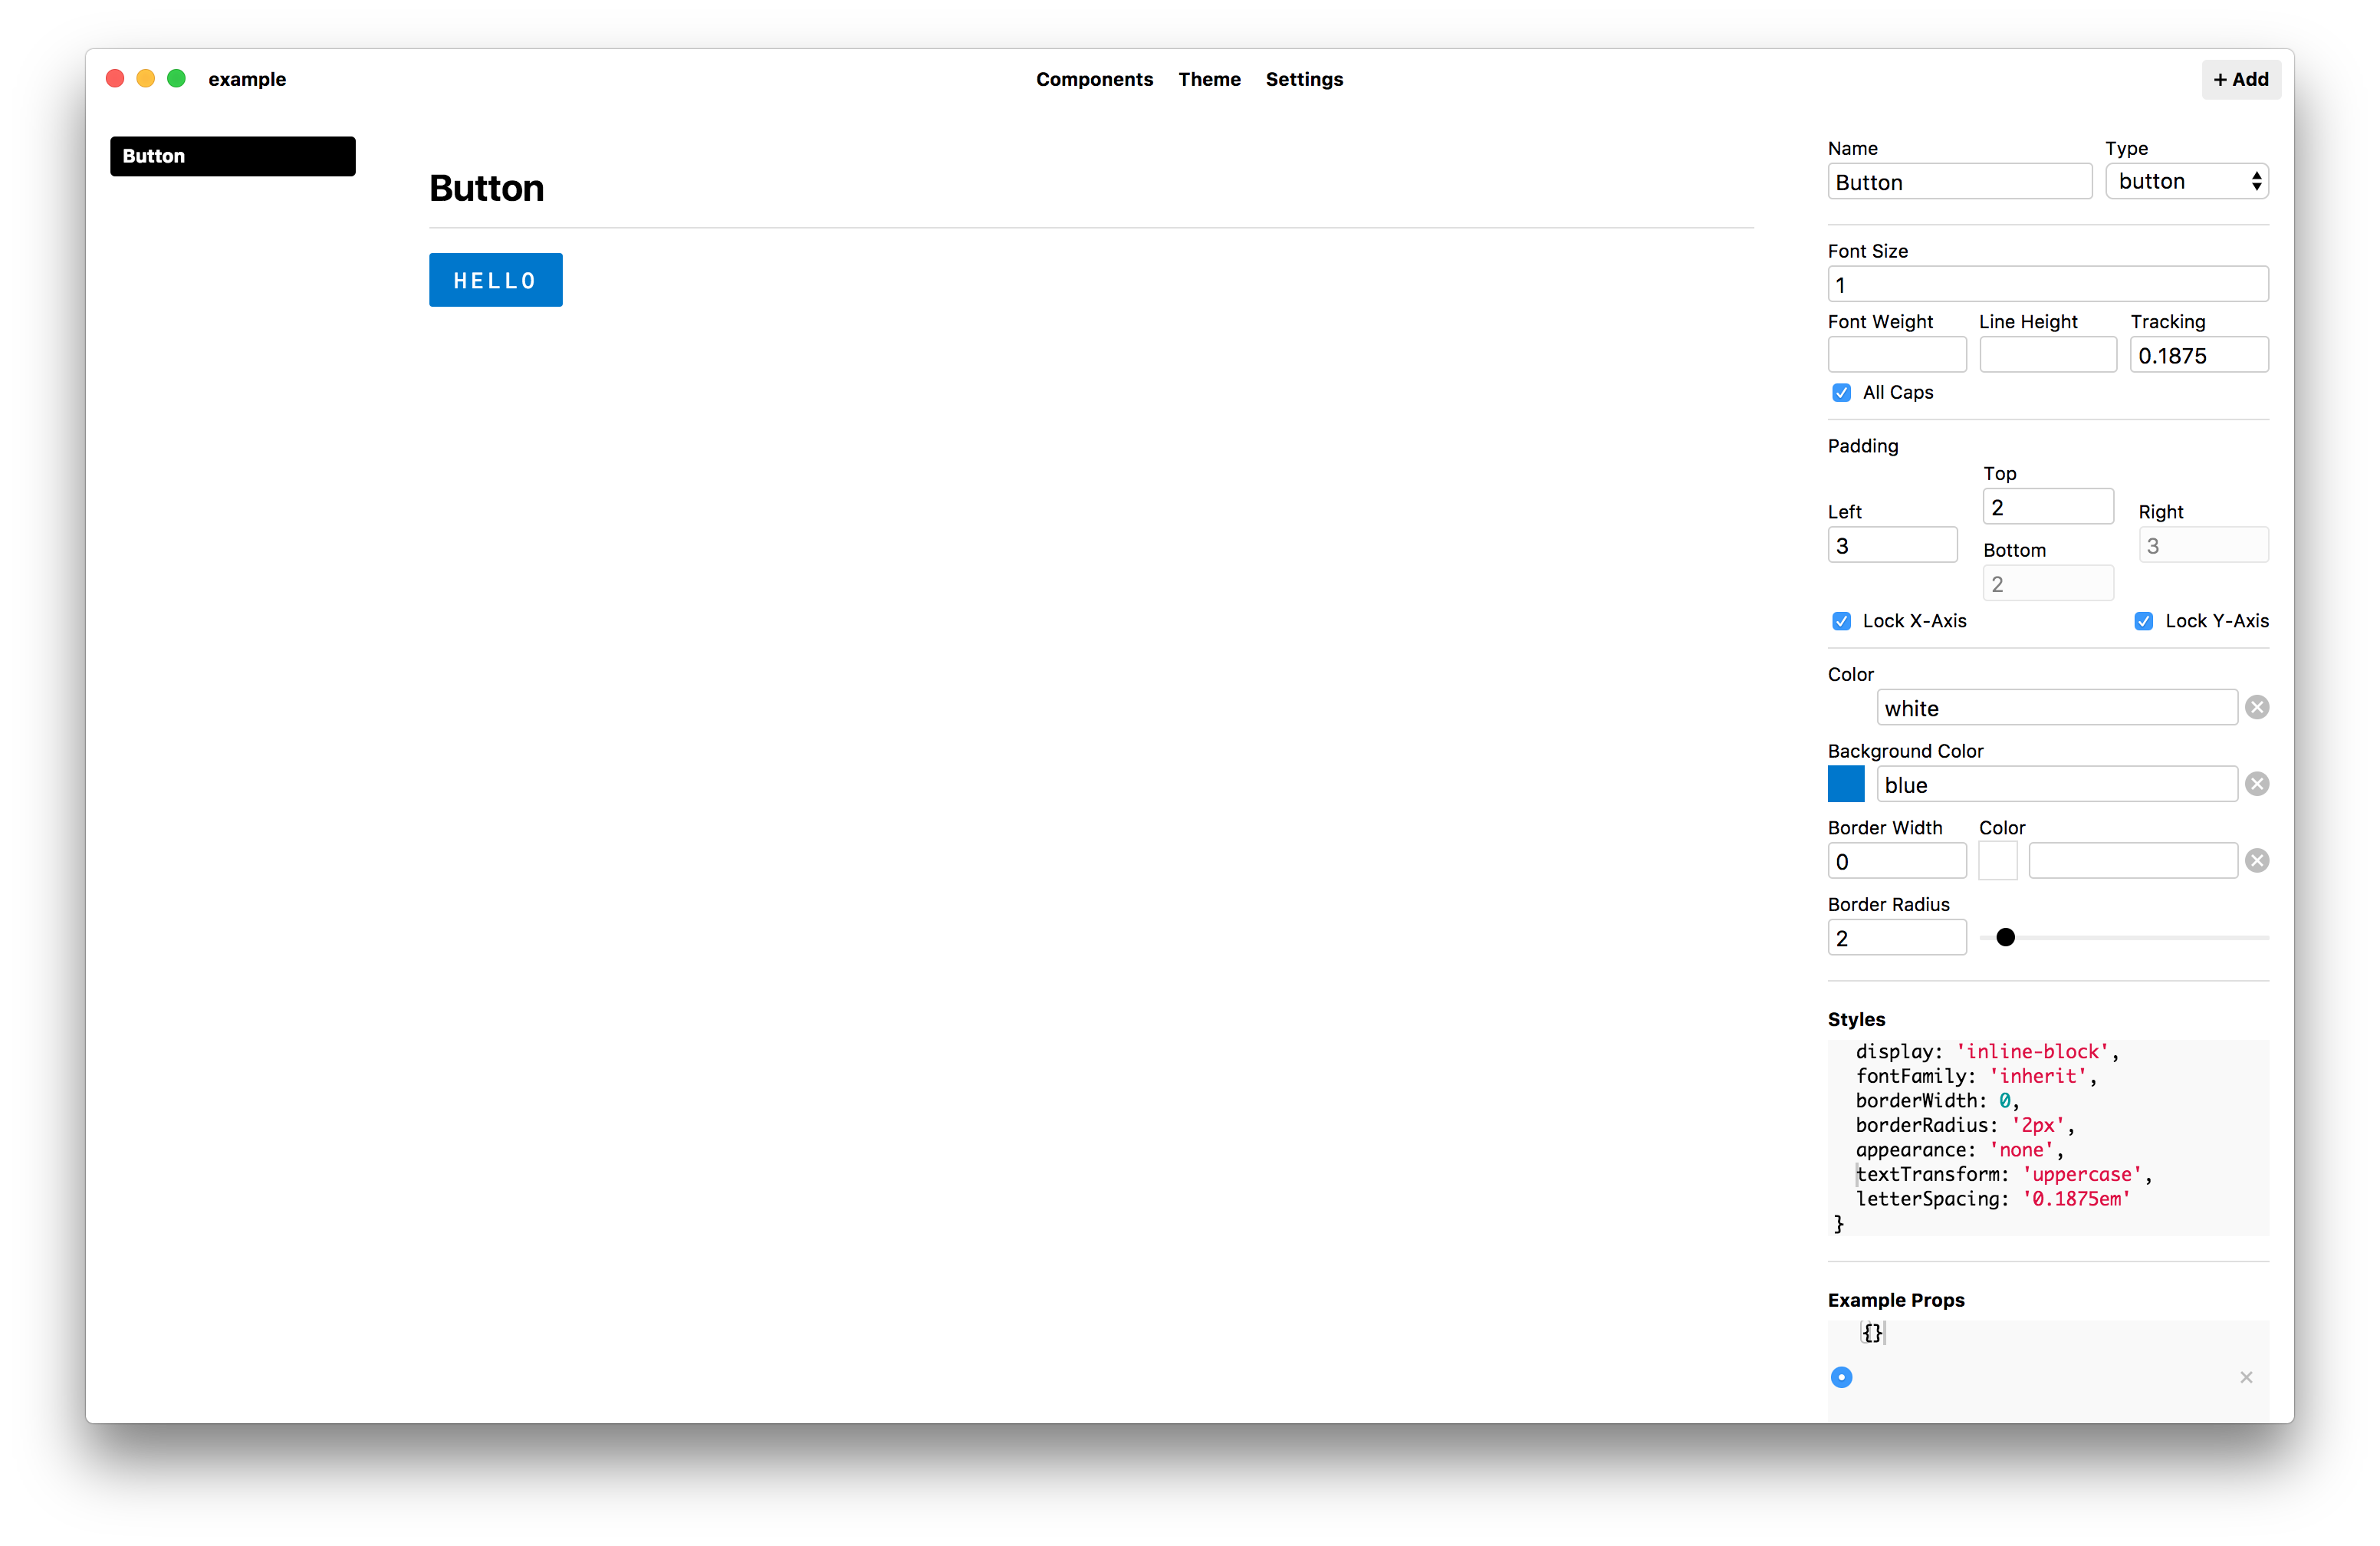 example
Components Theme Settings
+ Add
Button
Button
HELLO
Name Type
Button button
Font Size
1
Font Weight Line Height Tracking
0.1875
All Caps
Padding
Top
2
Left Right
3 3
Bottom
2
Lock X-Axis Lock Y-Axis
Color
white
Background Color
blue
Border Width Color
0
Border Radius
2
Styles
display: 'inline-block',
fontFamily: 'inherit',
borderWidth: 0,
borderRadius: '2px',
appearance: 'none',
textTransform: 'uppercase',
letterSpacing: '0.1875em'
}
Example Props
{}